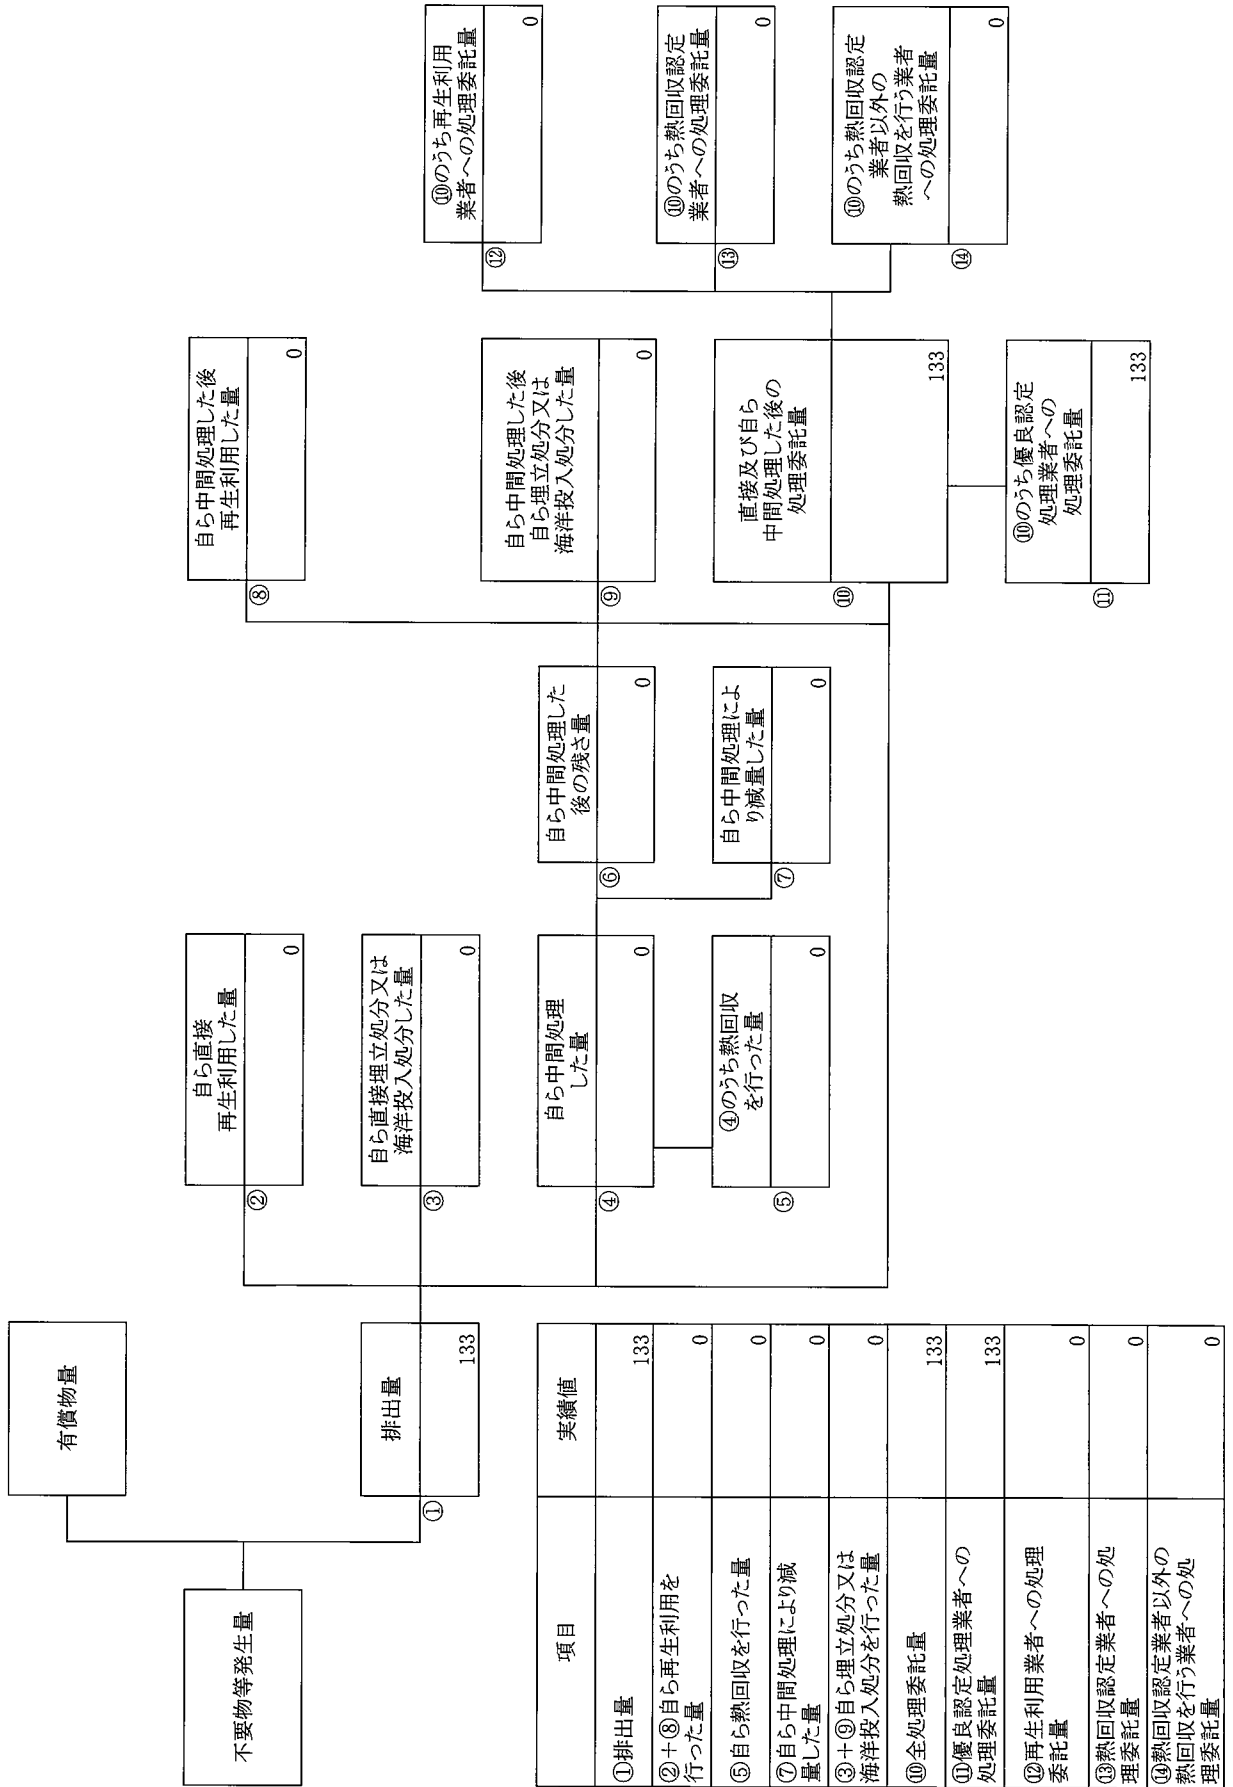 不要物等発生量
有償物量
①
排出量
133
②
自ら直接
再生利用した量
0
③
自ら直接埋立処分又は
海洋投入処分した量
0
④
自ら中間処理
した量
0
⑤
④のうち熱回収
を行った量
0
⑥
自ら中間処理した
後の残さ量
0
⑦
自ら中間処理によ
り減量した量
0
⑧
自ら中間処理した後
再生利用した量
0
⑨
自ら中間処理した後
自ら埋立処分又は
海洋投入処分した量
0
⑩
直接及び自ら
中間処理した後の
処理委託量
133
⑪
⑩のうち優良認定
処理業者への
処理委託量
133
⑫
⑩のうち再生利用
業者への処理委託量
0
⑬
⑩のうち熱回収認定
業者への処理委託量
0
⑭
⑩のうち熱回収認定
業者以外の
熱回収を行う業者
への処理委託量
0
項目 実績値
①排出量 133
②+⑧自ら再生利用を
行った量 0
⑤自ら熱回収を行った量 0
⑦自ら中間処理により減
量した量 0
③+⑨自ら埋立処分又は
海洋投入処分を行った量 0
⑩全処理委託量 133
⑪優良認定処理業者への
処理委託量 133
⑫再生利用業者への処理
委託量 0
⑬熱回収認定業者への処
理委託量 0
⑭熱回収認定業者以外の
熱回収を行う業者への処
理委託量 0